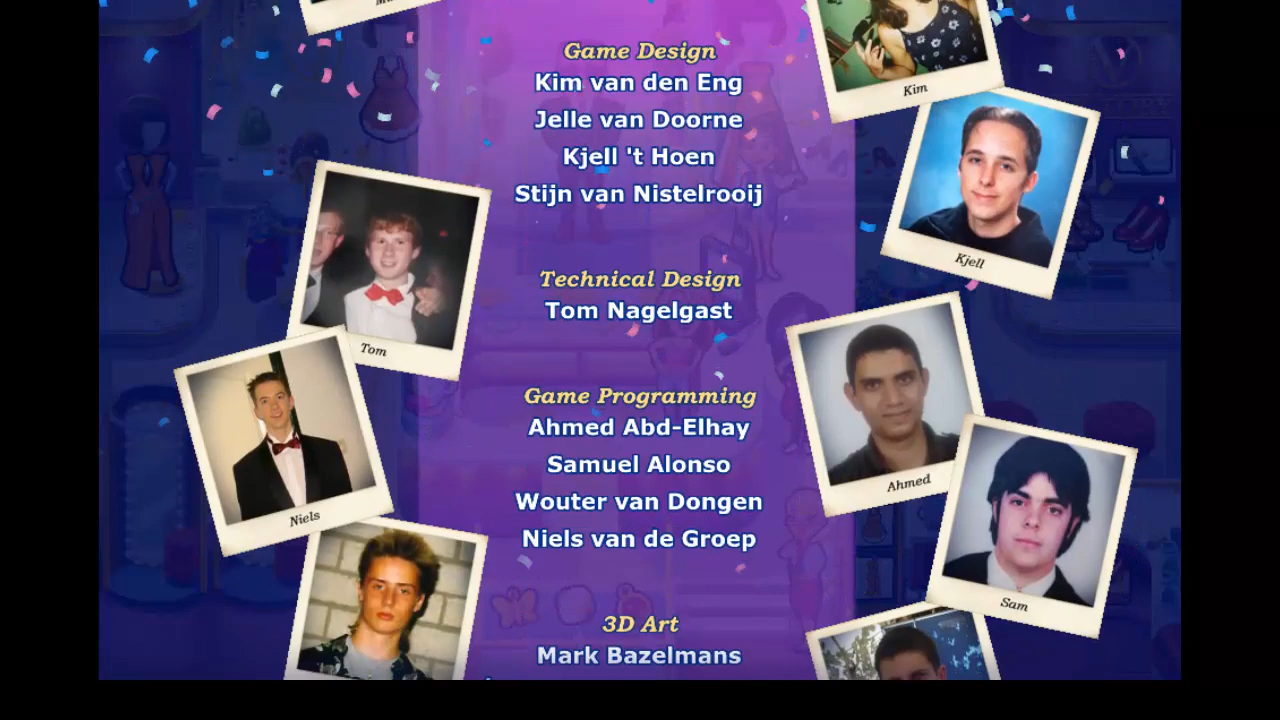 Kim
Game Design
Kim van den Eng
Jelle van Doorne
Kjell 't Hoen
Stijn van Nistelrooij
Kjell
Technical Design
Tom Nagelgast
Tom
Game Programming
Ahmed Abd-Elhay
Samuel Alonso
Wouter van Dongen
Niels van de Groep
Ahmed
Niels
Sam
3D Art
Mark Bazelmans